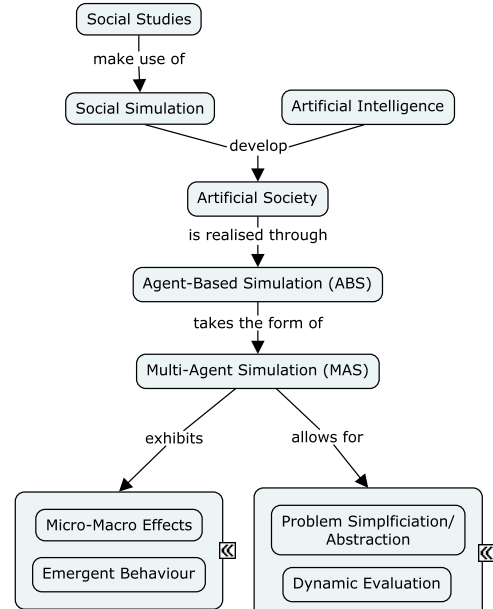 Social Studies
make use of
Social Simulation
Artificial Intelligence
develop
Artificial Society
is realised through
Agent-Based Simulation (ABS)
takes the form of
Multi-Agent Simulation (MAS)
exhibits
allows for
Micro-Macro Effects
Emergent Behaviour
Problem Simplficiation/
Abstraction
Dynamic Evaluation